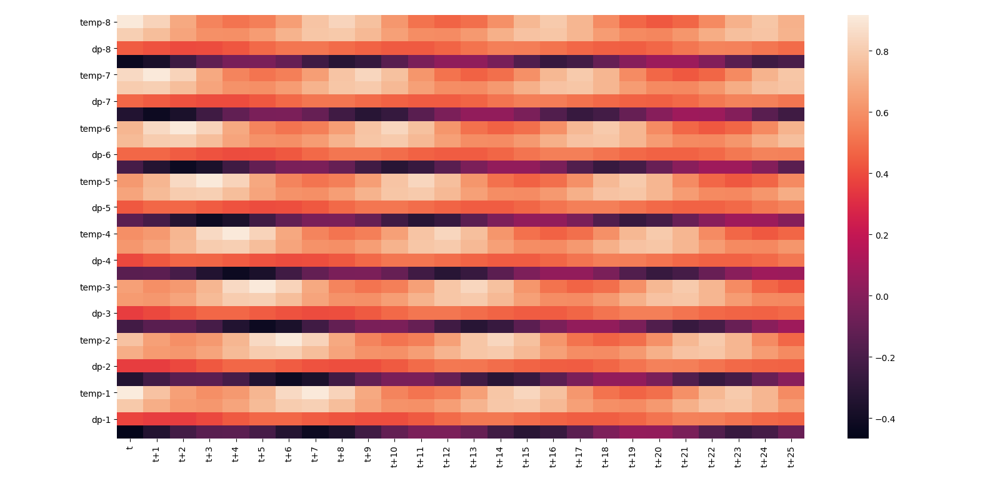 temp-8
dp-8
temp-7
dp-7
temp-6
dp-6
temp-5
dp-5
temp-4
dp-4
temp-3
dp-3
temp-2
dp-2
temp-1
dp-1
t
t+1
t+2
t+3
t+4
t+5
t+6
t+7
t+8
t+9
t+10
t+11
t+12
t+13
t+14
t+15
t+16
t+17
t+18
t+19
t+20
t+21
t+22
t+23
t+24
t+25
0.8
0.6
0.4
0.2
0.0
−0.2
−0.4